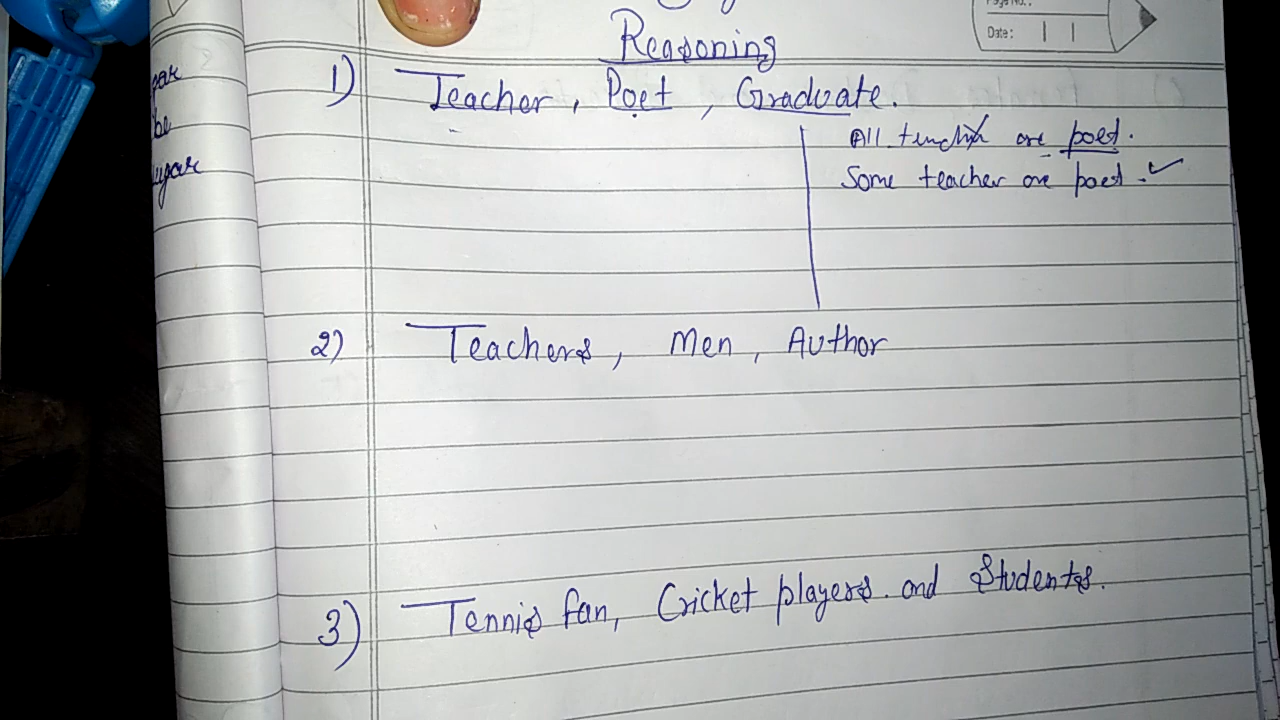 Reasoning
Date:
1) Teacher, Poet, Graduate.
All are poet.
Some teacher are poet.
be
2) Teachers, Men, Author
3) Tennis fan, Cricket players and Students.